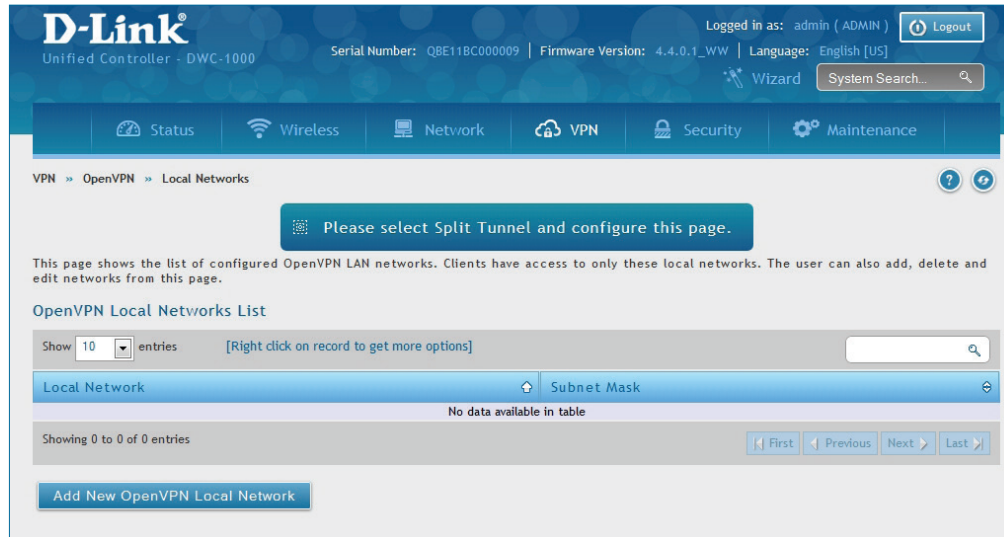 D-Link®
Unified Controller - DWC-1000
Logged in as: admin ( ADMIN ) Logout
Serial Number: QBE11BC000009 | Firmware Version: 4.4.0.1_WW | Language: English [US]
Wizard System Search...
Status Wireless Network VPN Security Maintenance
VPN » OpenVPN » Local Networks ?
Please select Split Tunnel and configure this page.
This page shows the list of configured OpenVPN LAN networks. Clients have access to only these local networks. The user can also add, delete and
edit networks from this page.
OpenVPN Local Networks List
Show 10 entries [Right click on record to get more options]
Local Network Subnet Mask
No data available in table
Showing 0 to 0 of 0 entries First Previous Next Last
Add New OpenVPN Local Network